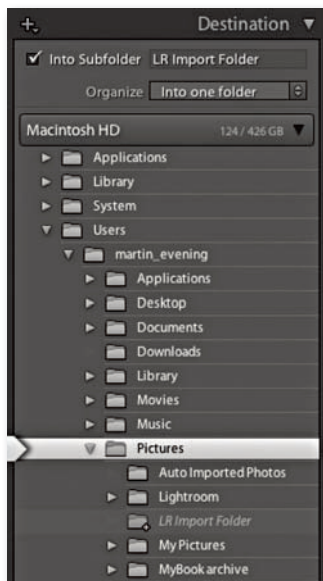 Destination
Into Subfolder LR Import Folder
Organize Into one folder
Macintosh HD 124 / 426 GB
Applications
Library
System
Users
martin_evening
Applications
Desktop
Documents
Downloads
Library
Movies
Music
Pictures
Auto Imported Photos
Lightroom
LR Import Folder
My Pictures
MyBook archive